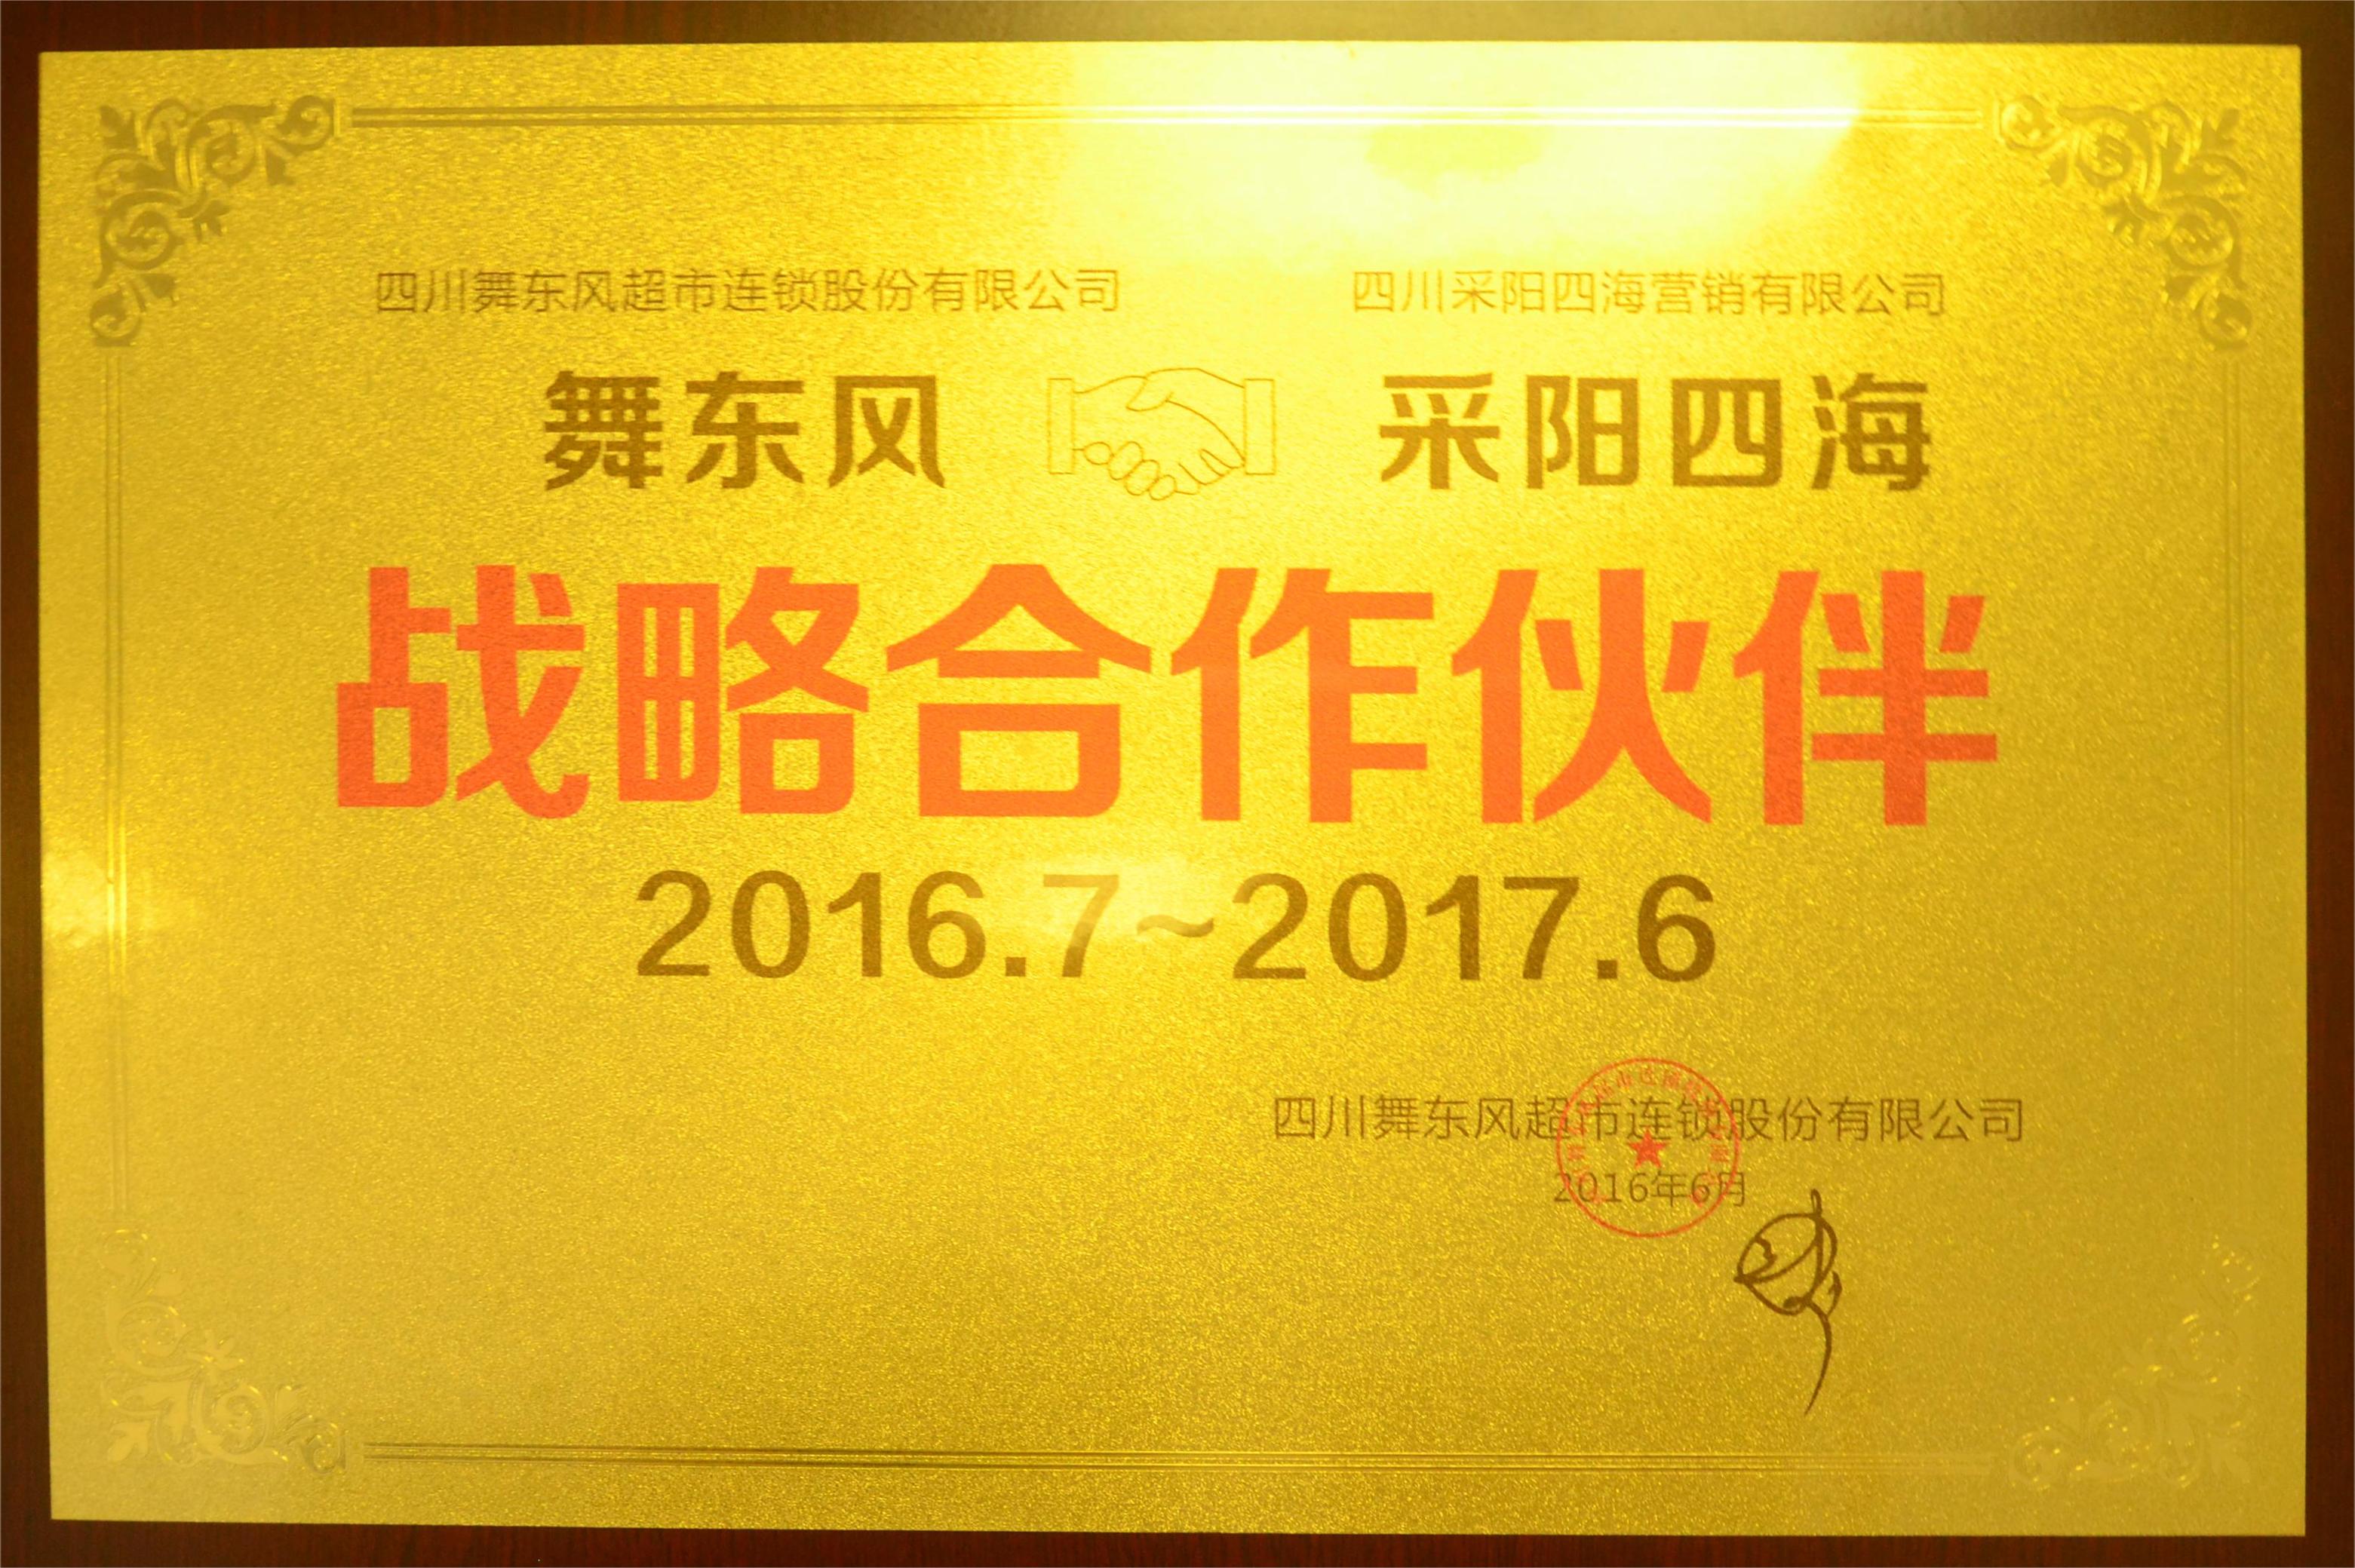 四川舞东风超市连锁股份有限公司 四川采阳四海营销有限公司
舞东风 采阳四海
战略合作伙伴
2016.7~2017.6
四川舞东风超市连锁股份有限公司
2016年6月